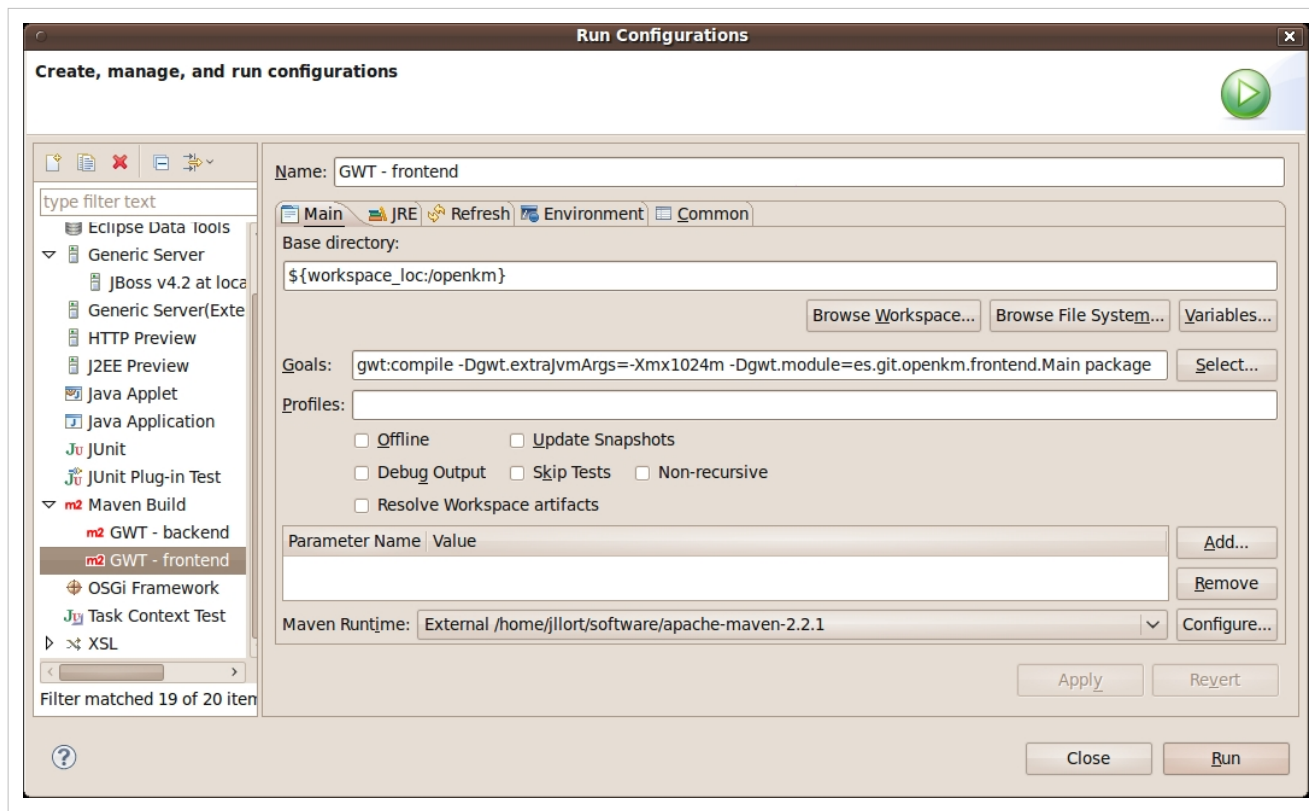 Run Configurations
Create, manage, and run configurations
type filter text
Eclipse Data Tools
Generic Server
JBoss v4.2 at loca
Generic Server(Exte
HTTP Preview
J2EE Preview
Java Applet
Java Application
Ju JUnit
JUnit Plug-in Test
m2 Maven Build
m2 GWT - backend
m2 GWT - frontend
OSGi Framework
Ju Task Context Test
XSL
Filter matched 19 of 20 item
Name: GWT - frontend
Main JRE Refresh Environment Common
Base directory:
${workspace_loc:/openkm}
Browse Workspace... Browse File System... Variables...
Goals: gwt:compile -Dgwt.extraJvmArgs=-Xmx1024m -Dgwt.module=es.git.openkm.frontend.Main package Select...
Profiles:
Offline Update Snapshots
Debug Output Skip Tests Non-recursive
Resolve Workspace artifacts
Parameter Name Value Add...
Remove
Maven Runtime: External /home/jllort/software/apache-maven-2.2.1 Configure...
Apply Revert
? Close Run